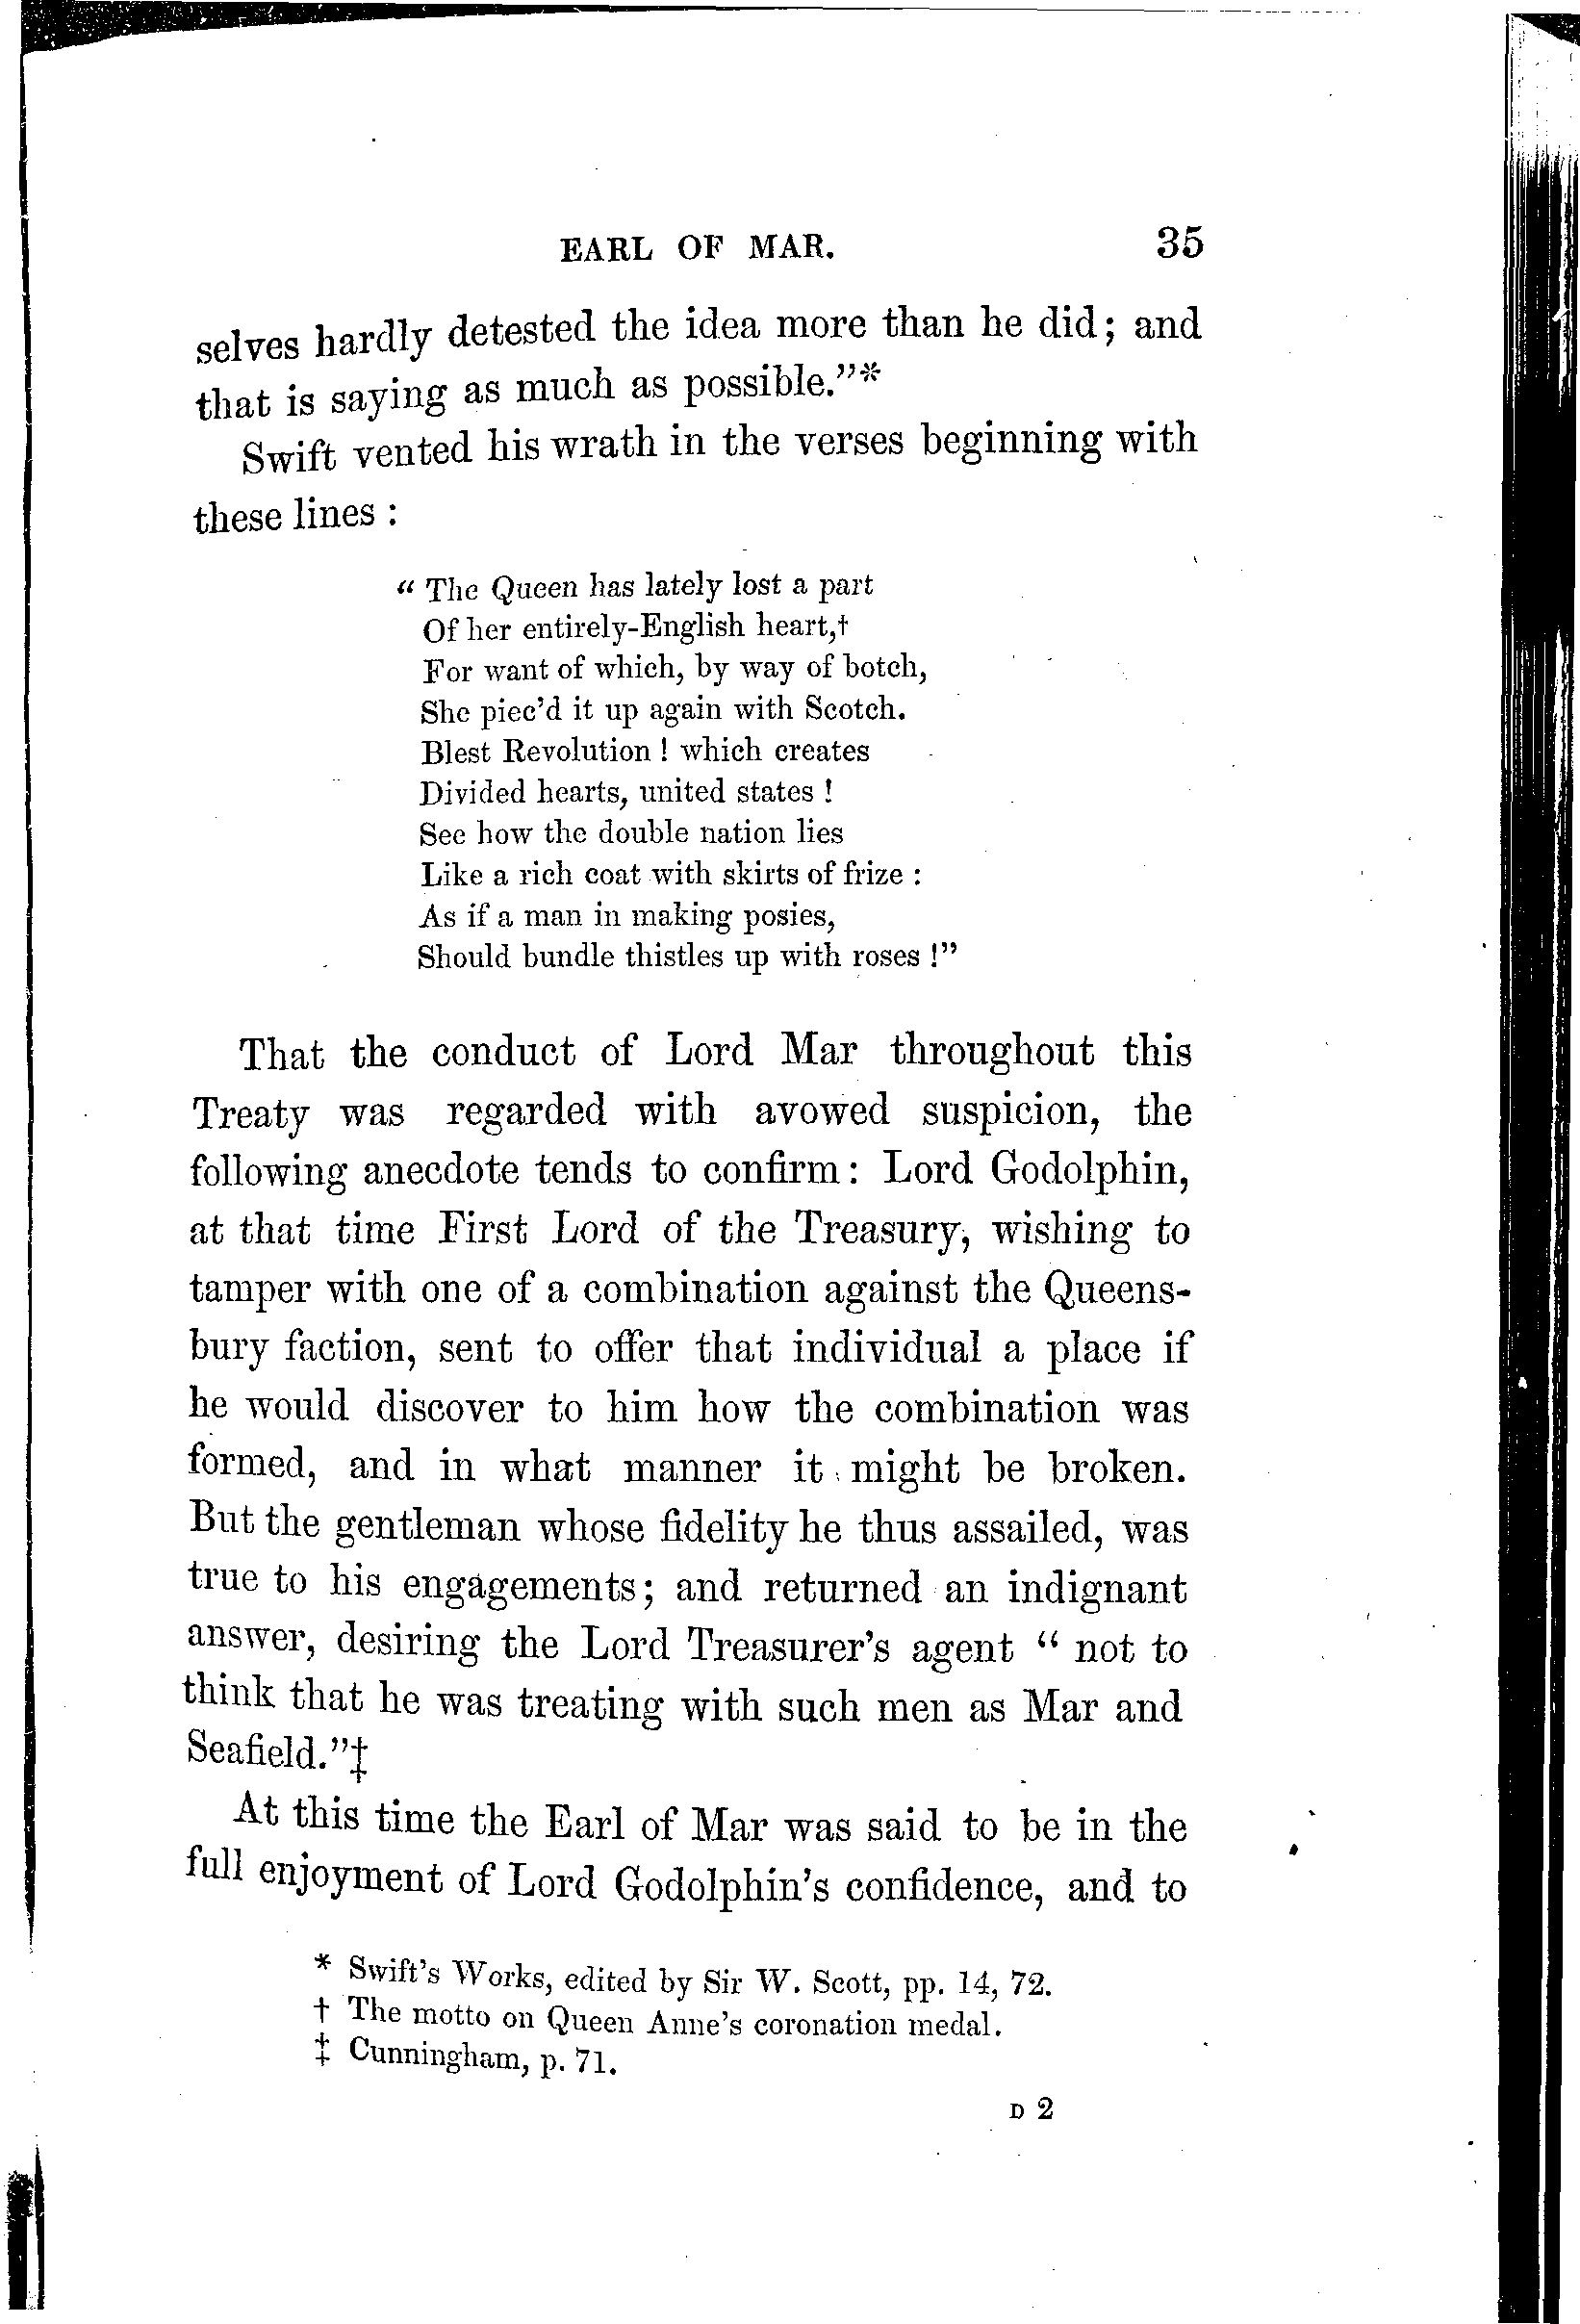 EARL OF MAR. 35
selves hardly detested the idea more than he did; and
that is saying as much as possible."*
Swift vented his wrath in the verses beginning with
these lines :
" The Queen has lately lost a part
Of her entirely-English heart,†
For want of which, by way of botch,
She piec'd it up again with Scotch.
Blest Revolution ! which creates
Divided hearts, united states !
See how the double nation lies
Like a rich coat with skirts of frize :
As if a man in making posies,
Should bundle thistles up with roses !"
That the conduct of Lord Mar throughout this
Treaty was regarded with avowed suspicion, the
following anecdote tends to confirm: Lord Godolphin,
at that time First Lord of the Treasury, wishing to
tamper with one of a combination against the Queens-
bury faction, sent to offer that individual a place if
he would discover to him how the combination was
formed, and in what manner it might be broken.
But the gentleman whose fidelity he thus assailed, was
true to his engagements; and returned an indignant
answer, desiring the Lord Treasurer's agent " not to
think that he was treating with such men as Mar and
Seafield."‡
At this time the Earl of Mar was said to be in the
full enjoyment of Lord Godolphin's confidence, and to
* Swift's Works, edited by Sir W. Scott, pp. 14, 72.
† The motto on Queen Anne's coronation medal.
‡ Cunningham, p. 71.
D 2